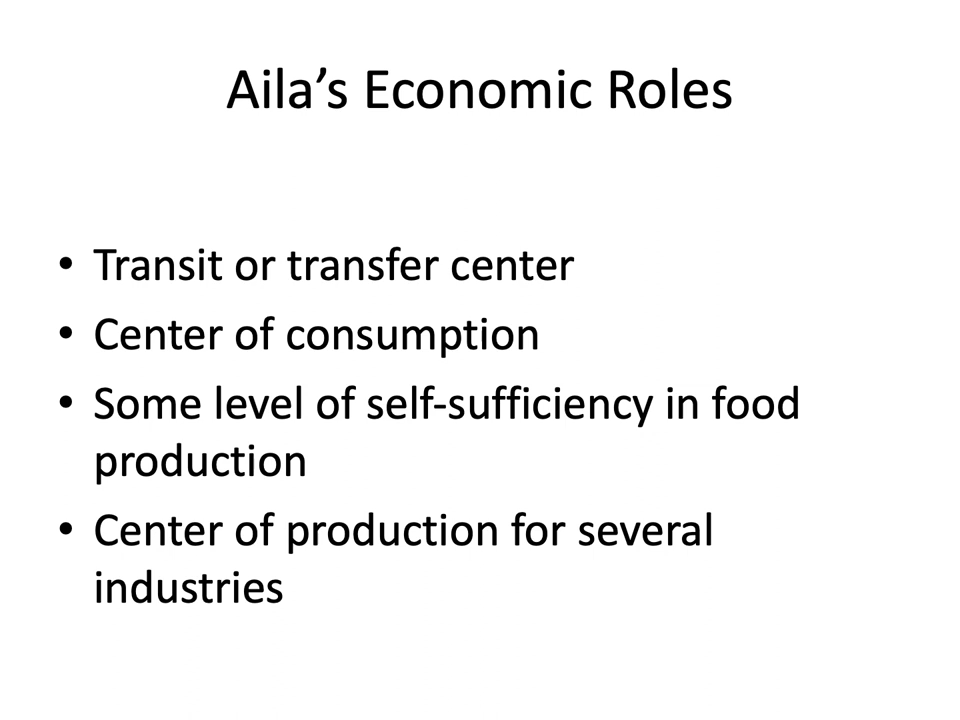 Aila’s Economic Roles
• Transit or transfer center
• Center of consumption
• Some level of self-sufficiency in food
production
• Center of production for several
industries